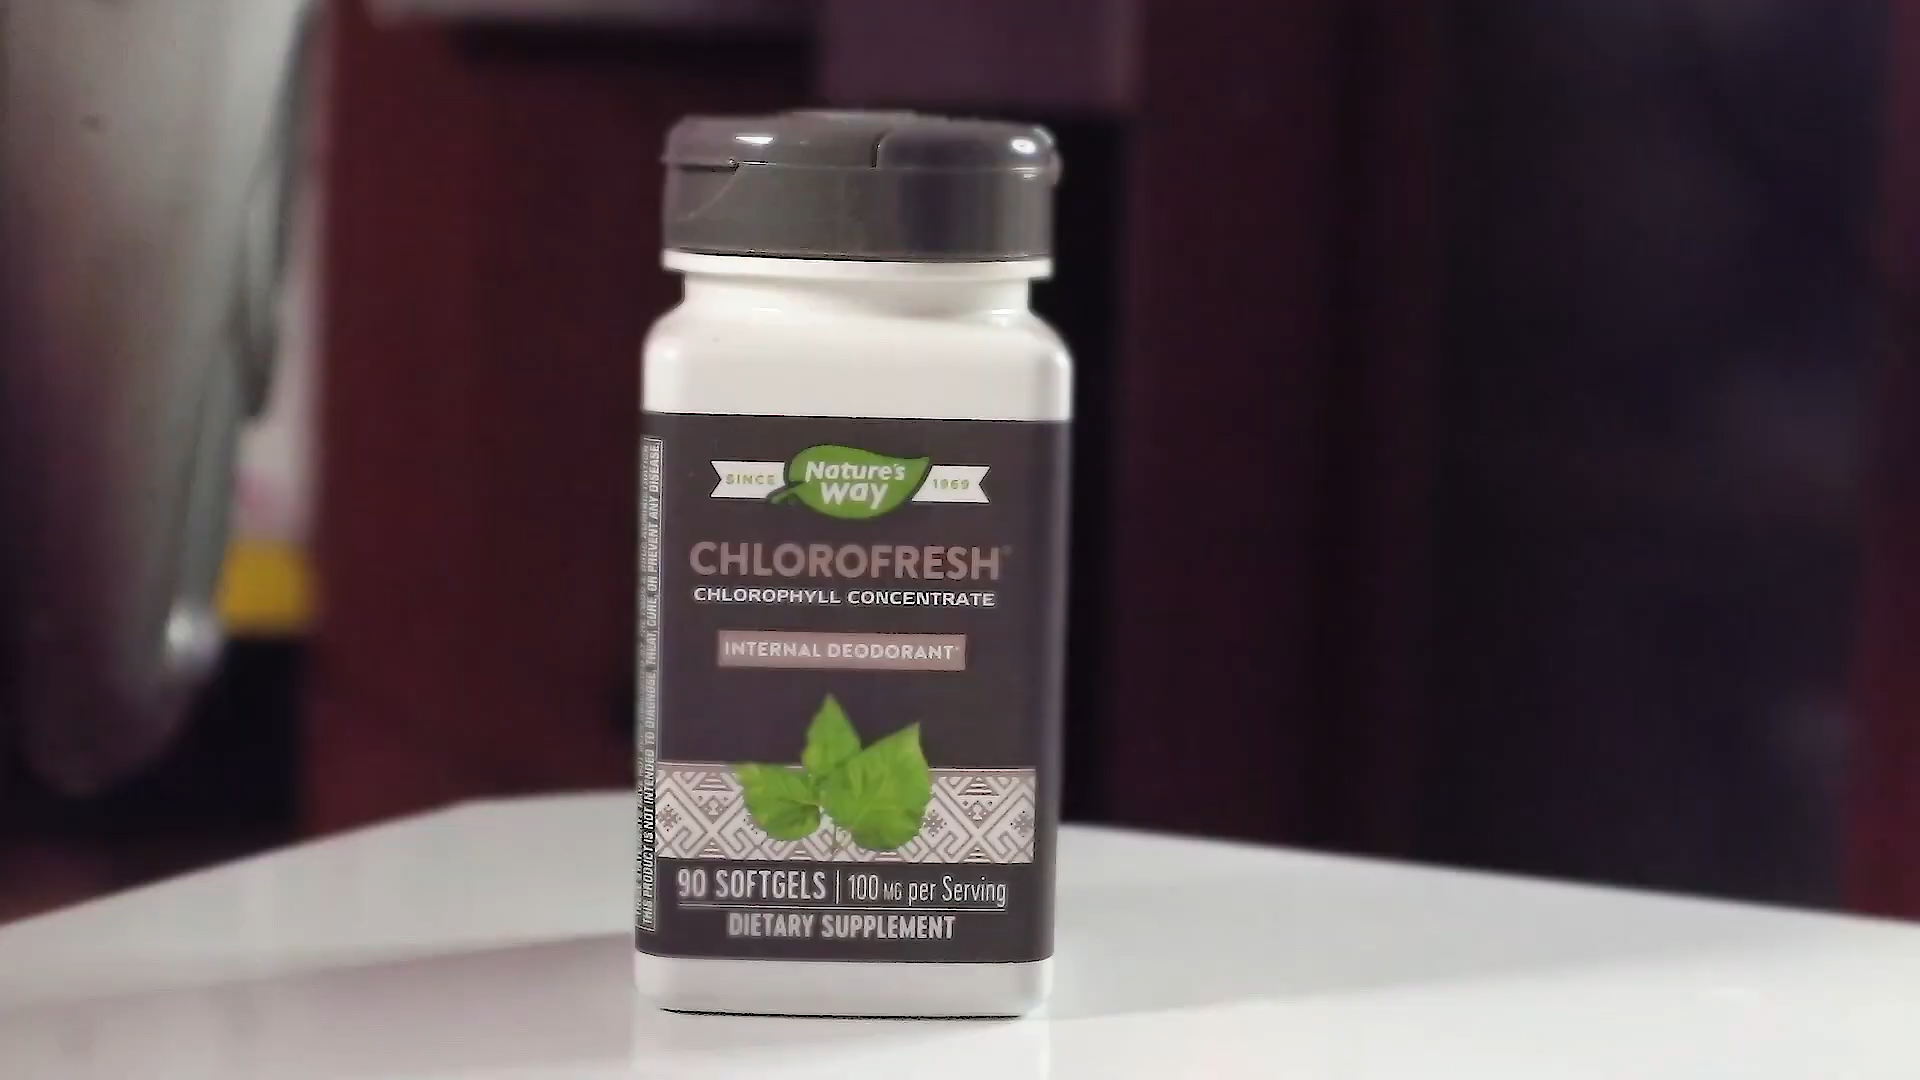 SINCE Nature's Way 1969
CHLOROFRESH®
CHLOROPHYLL CONCENTRATE
INTERNAL DEODORANT*
90 SOFTGELS | 100 MG per Serving
DIETARY SUPPLEMENT
THIS PRODUCT IS NOT INTENDED TO DIAGNOSE, TREAT, CURE, OR PREVENT ANY DISEASE